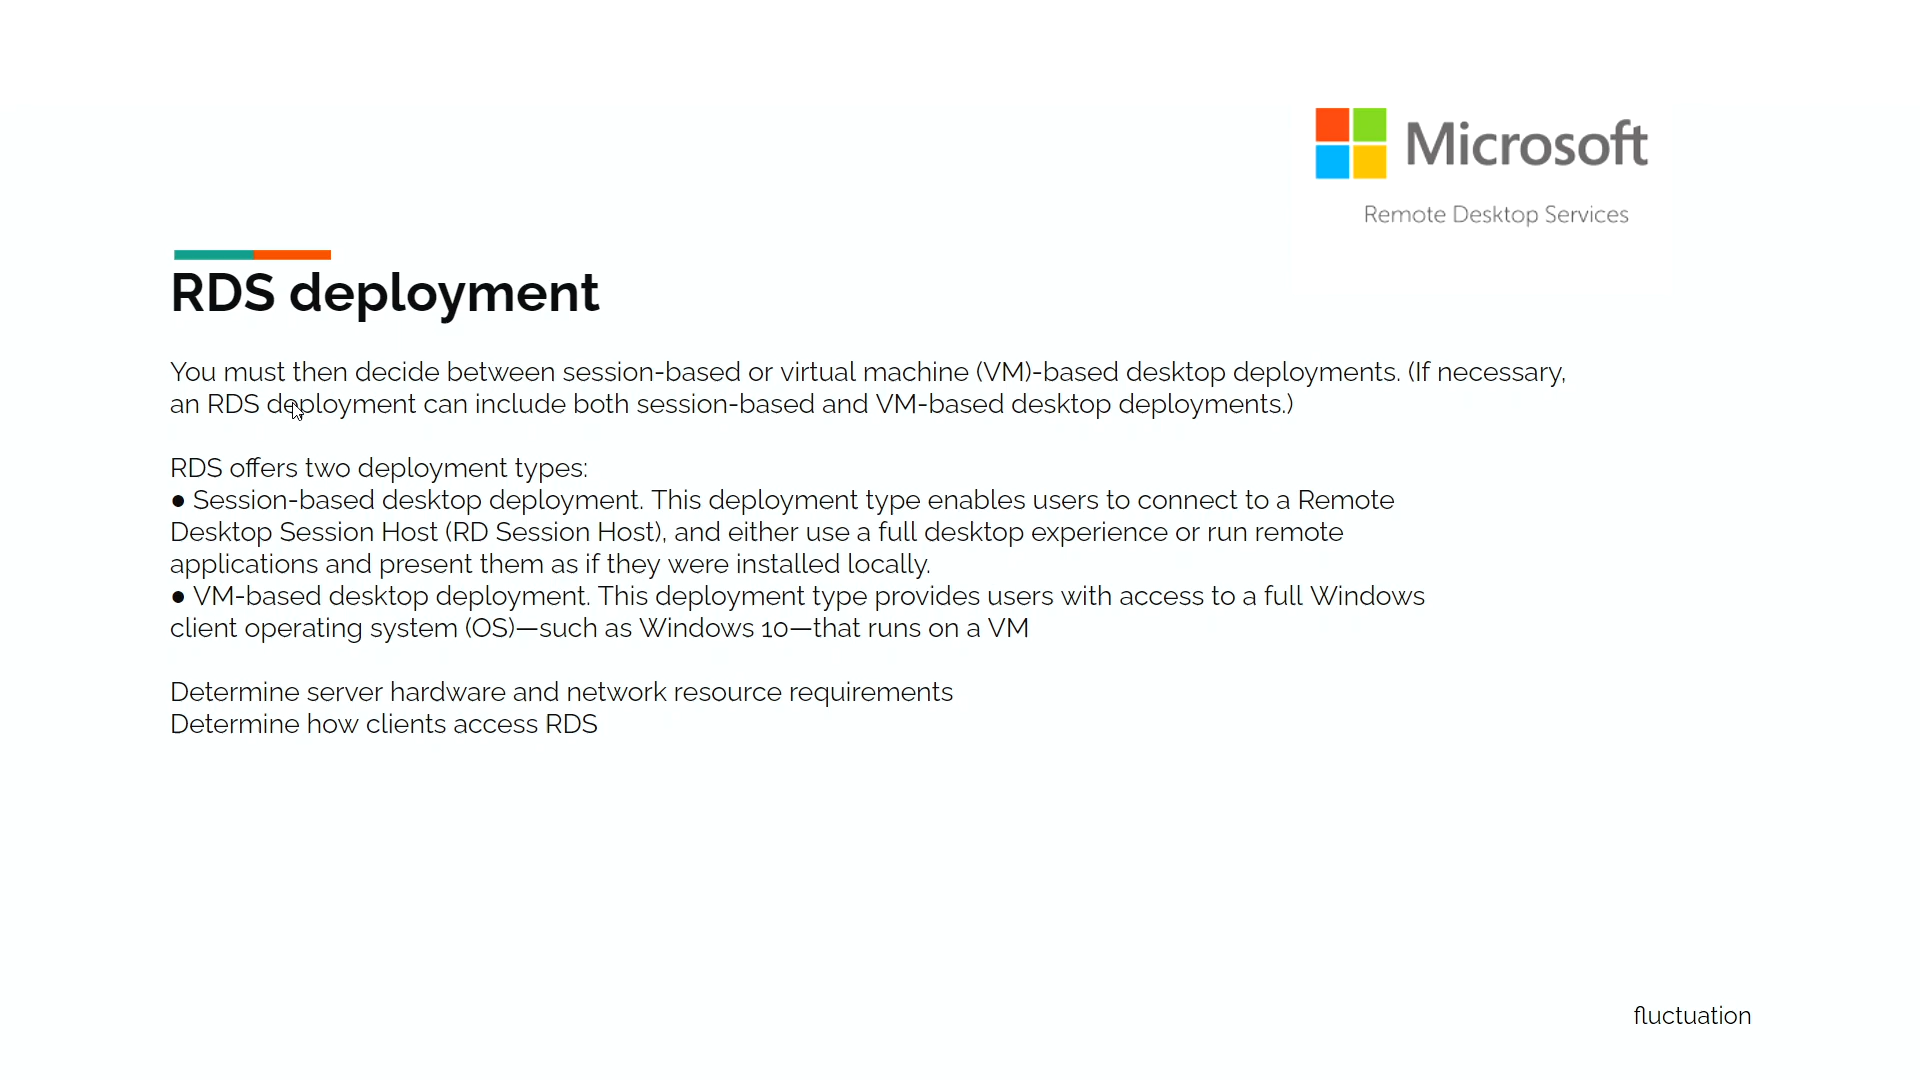 Microsoft
Remote Desktop Services
RDS deployment
You must then decide between session-based or virtual machine (VM)-based desktop deployments. (If necessary,
an RDS deployment can include both session-based and VM-based desktop deployments.)
RDS offers two deployment types:
● Session-based desktop deployment. This deployment type enables users to connect to a Remote
Desktop Session Host (RD Session Host), and either use a full desktop experience or run remote
applications and present them as if they were installed locally.
● VM-based desktop deployment. This deployment type provides users with access to a full Windows
client operating system (OS)—such as Windows 10—that runs on a VM
Determine server hardware and network resource requirements
Determine how clients access RDS
fluctuation